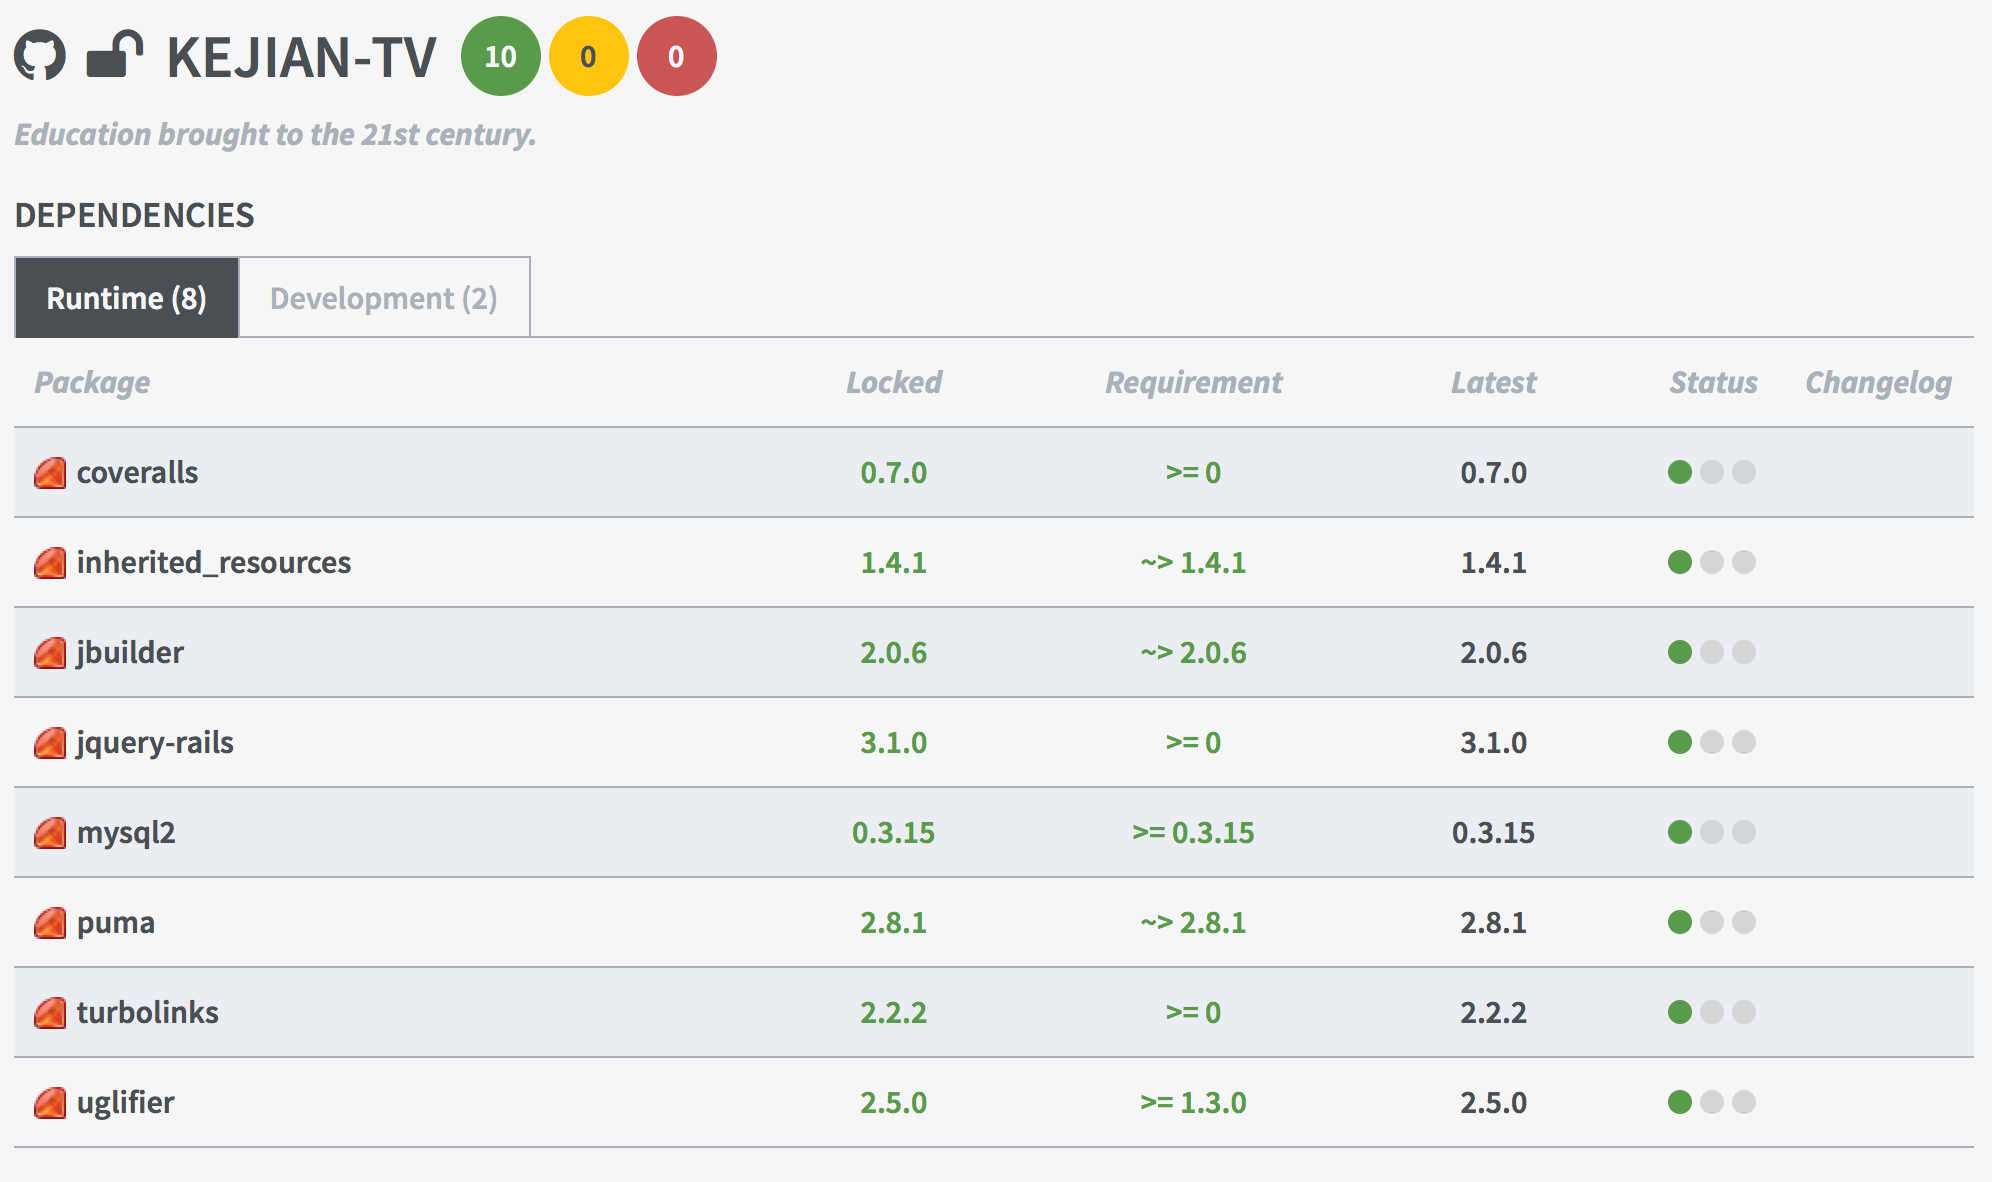 KEJIAN-TV 10 0 0
Education brought to the 21st century.
DEPENDENCIES
Runtime (8) Development (2)
Package Locked Requirement Latest Status Changelog
coveralls 0.7.0 >= 0 0.7.0
inherited_resources 1.4.1 ~> 1.4.1 1.4.1
jbuilder 2.0.6 ~> 2.0.6 2.0.6
jquery-rails 3.1.0 >= 0 3.1.0
mysql2 0.3.15 >= 0.3.15 0.3.15
puma 2.8.1 ~> 2.8.1 2.8.1
turbolinks 2.2.2 >= 0 2.2.2
uglifier 2.5.0 >= 1.3.0 2.5.0